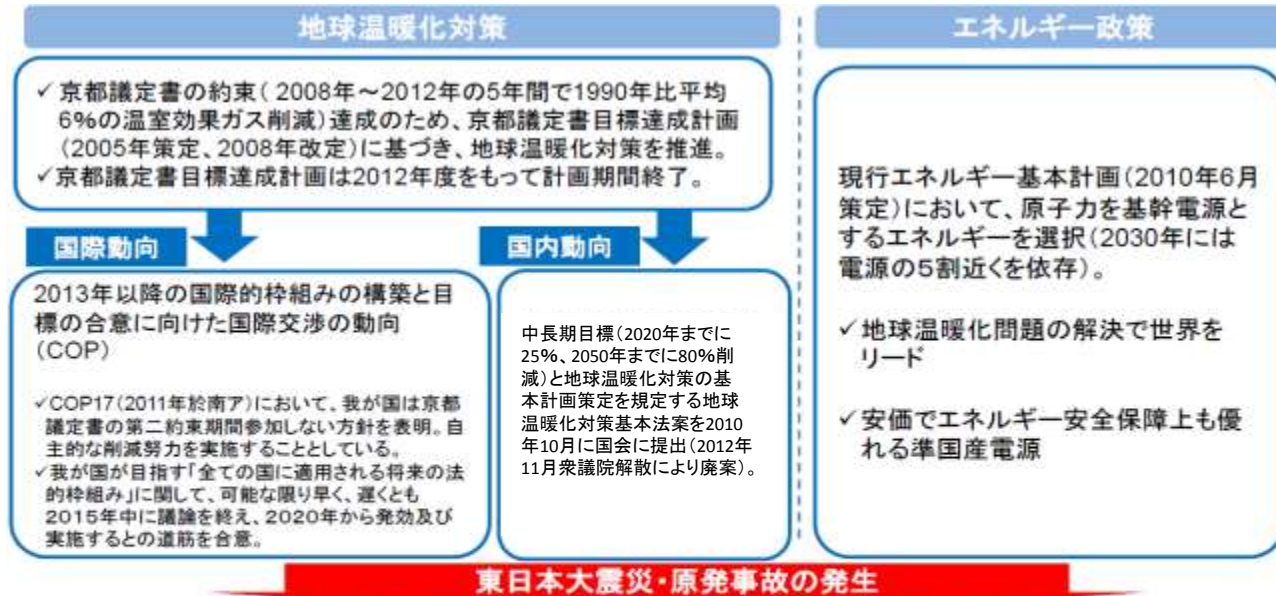 地球温暖化対策
✓京都議定書の約束(2008年～2012年の5年間で1990年比平均
6%の温室効果ガス削減)達成のため、京都議定書目標達成計画
(2005年策定、2008年改定)に基づき、地球温暖化対策を推進。
✓京都議定書目標達成計画は2012年度をもって計画期間終了。
国際動向
2013年以降の国際的枠組みの構築と目
標の合意に向けた国際交渉の動向
(COP)
✓COP17(2011年於南ア)において、我が国は京都
議定書の第二約束期間参加しない方針を表明。自
主的な削減努力を実施することとしている。
✓我が国が目指す「全ての国に適用される将来の法
的枠組み」に関して、可能な限り早く、遅くとも
2015年中に議論を終え、2020年から発効及び
実施するとの道筋を合意。
国内動向
中長期目標(2020年までに
25%、2050年までに80%削
減)と地球温暖化対策の基
本計画策定を規定する地球
温暖化対策基本法案を2010
年10月に国会に提出(2012年
11月衆議院解散により廃案)。
エネルギー政策
現行エネルギー基本計画(2010年6月
策定)において、原子力を基幹電源と
するエネルギーを選択(2030年には
電源の5割近くを依存)。
✓地球温暖化問題の解決で世界を
リード
✓安価でエネルギー安全保障上も優
れる準国産電源
東日本大震災・原発事故の発生